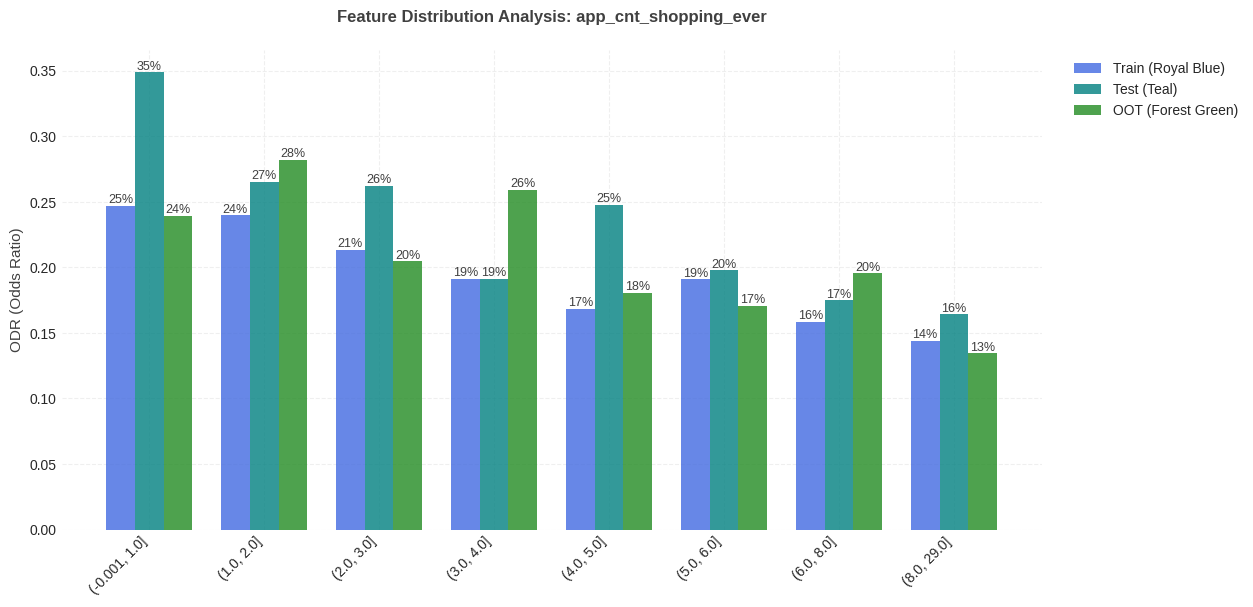 Feature Distribution Analysis: app_cnt_shopping_ever
Train (Royal Blue)
Test (Teal)
OOT (Forest Green)
ODR (Odds Ratio)
0.35
0.30
0.25
0.20
0.15
0.10
0.05
0.00
25% 35% 24%
24% 27% 28%
21% 26% 20%
19% 19% 26%
17% 25% 18%
19% 20% 17%
16% 17% 20%
14% 16% 13%
(-0.001, 1.0]
(1.0, 2.0]
(2.0, 3.0]
(3.0, 4.0]
(4.0, 5.0]
(5.0, 6.0]
(6.0, 8.0]
(8.0, 29.0]